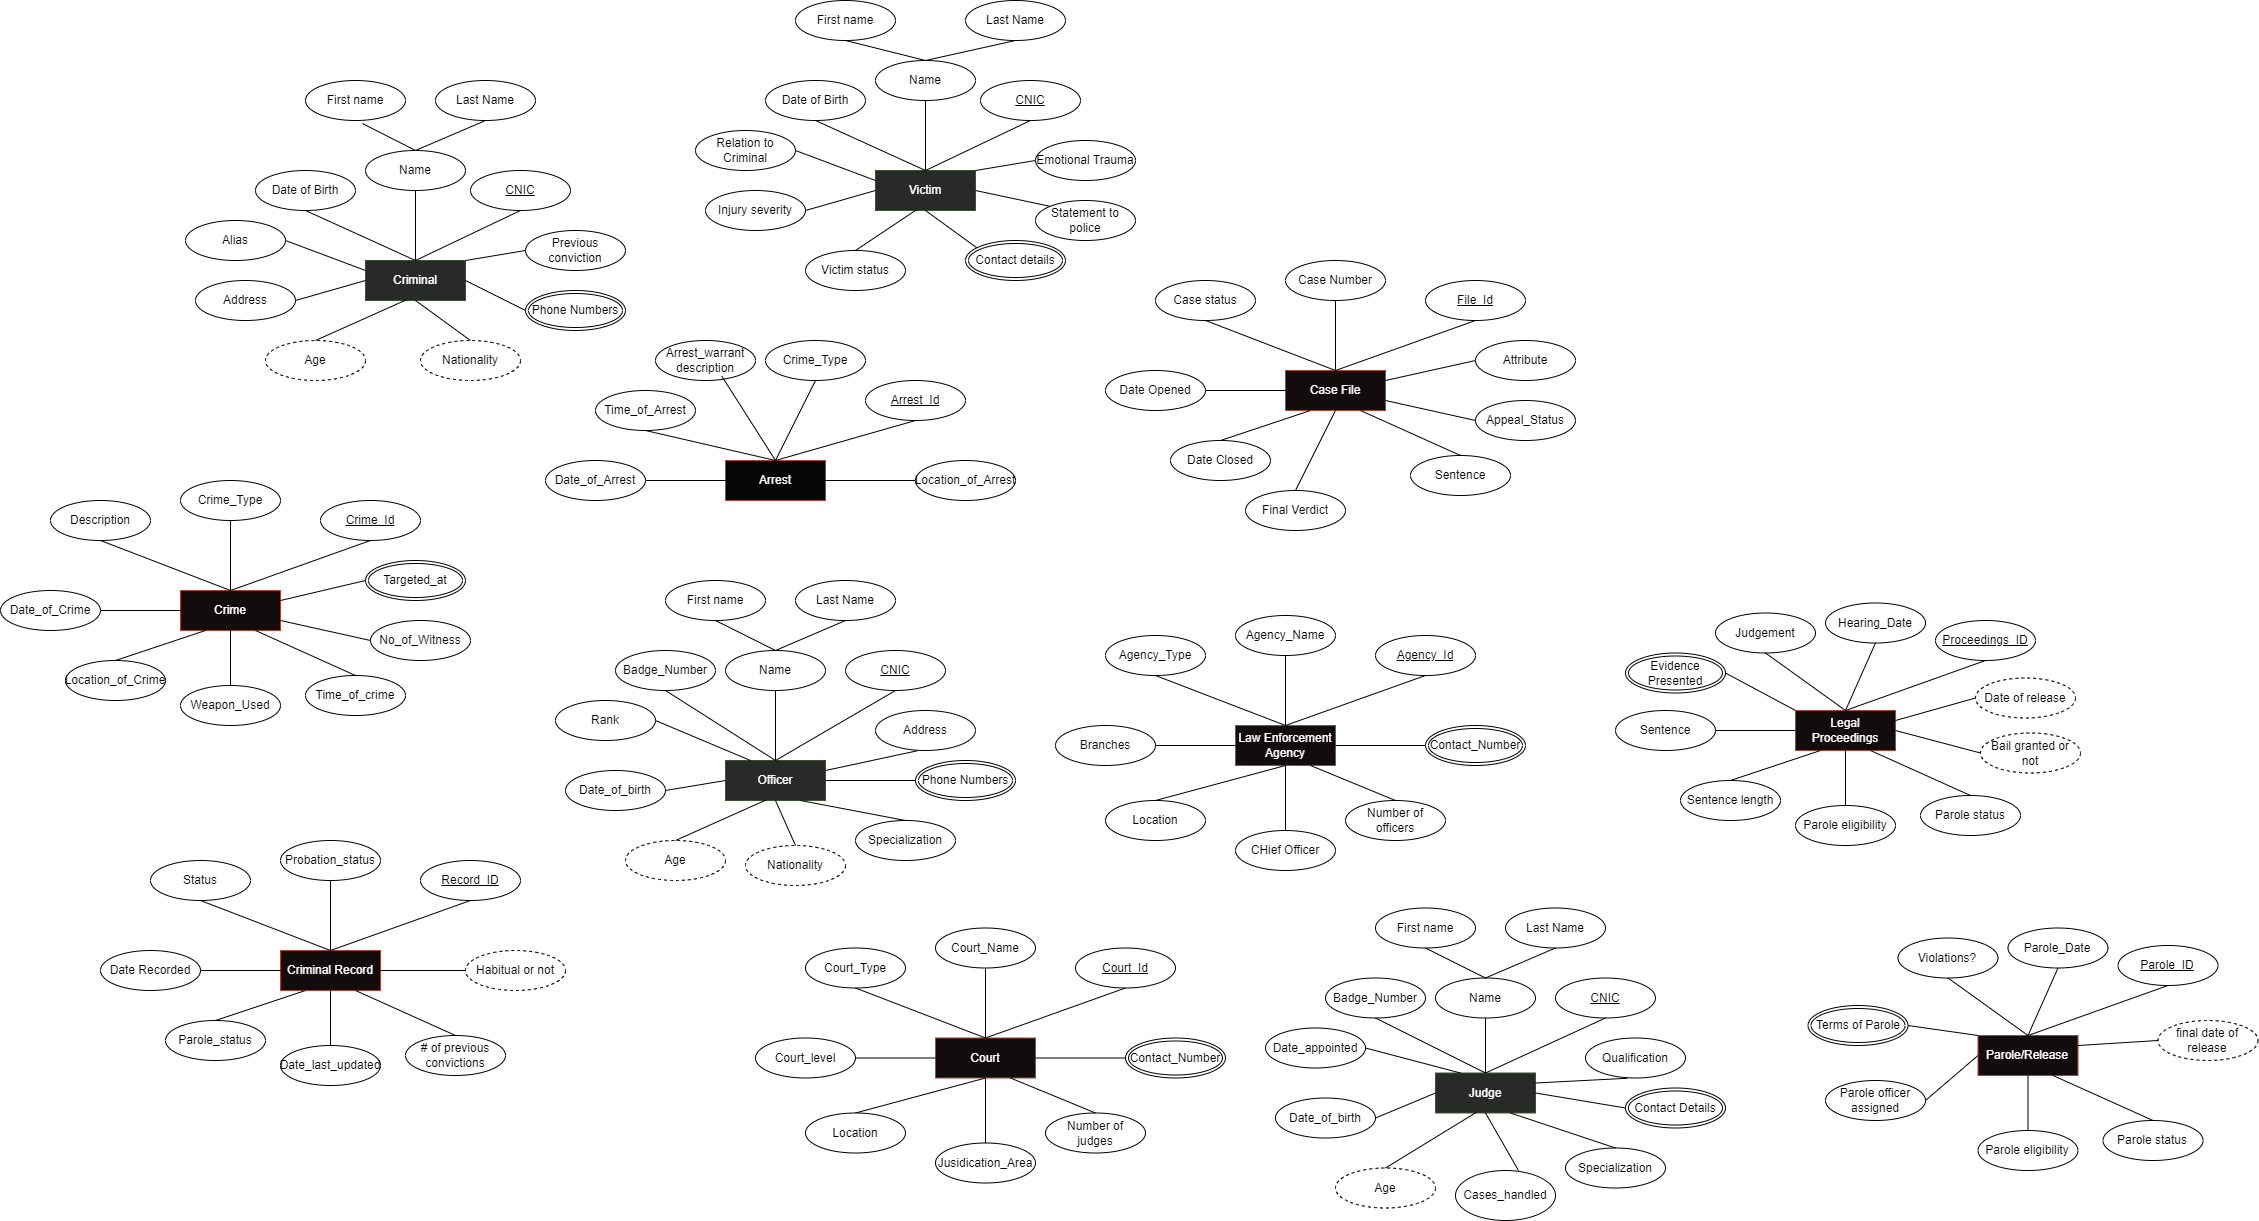 First name
Last Name
Name
Date of Birth
CNIC
Relation to
Criminal
Emotional Trauma
Victim
Injury severity
Statement to
police
Victim status
Contact details
First name
Last Name
Name
Date of Birth
CNIC
Alias
Previous
conviction
Criminal
Address
Phone Numbers
Age
Nationality
Case Number
Case status
File_Id
Attribute
Case File
Date Opened
Appeal_Status
Date Closed
Sentence
Final Verdict
Arrest_warrant
description
Crime_Type
Time_of_Arrest
Arrest_Id
Date_of_Arrest
Arrest
Location_of_Arrest
Crime_Type
Description
Crime_Id
Targeted_at
Date_of_Crime
Crime
No_of_Witness
Location_of_Crime
Weapon_Used
Time_of_crime
First name
Last Name
Badge_Number
Name
CNIC
Rank
Address
Officer
Phone Numbers
Date_of_birth
Specialization
Age
Nationality
Agency_Name
Agency_Type
Agency_Id
Branches
Law Enforcement
Agency
Contact_Number
Location
Number of
officers
CHief Officer
Hearing_Date
Judgement
Proceedings_ID
Evidence
Presented
Date of release
Sentence
Legal
Proceedings
Bail granted or
not
Sentence length
Parole eligibility
Parole status
Probation_status
Status
Record_ID
Date Recorded
Criminal Record
Habitual or not
Parole_status
Date_last_updated
# of previous
convictions
Court_Name
Court_Type
Court_Id
Court_level
Court
Contact_Number
Location
Number of
judges
Jusidication_Area
First name
Last Name
Badge_Number
Name
CNIC
Date_appointed
Qualification
Judge
Contact Details
Date_of_birth
Specialization
Age
Cases_handled
Parole_Date
Violations?
Parole_ID
Terms of Parole
final date of
release
Parole/Release
Parole officer
assigned
Parole eligibility
Parole status